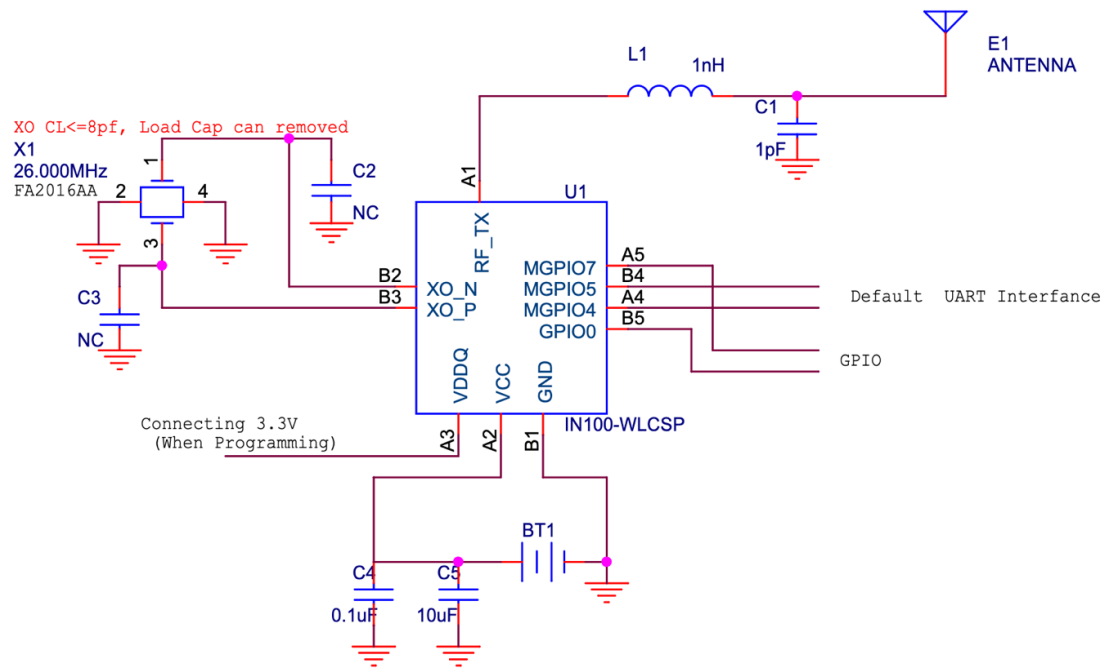 E1
ANTENNA
L1
1nH
C1
1pF
XO CL<=8pf, Load Cap can removed
X1
26.000MHz
FA2016AA
1
2
4
3
C2
NC
C3
NC
A1
U1
RF_TX
B2
XO_N
B3
XO_P
MGPIO7
A5
MGPIO5
B4
MGPIO4
A4
GPIO0
B5
Default UART Interfance
GPIO
VDDQ
VCC
GND
IN100-WLCSP
A3
A2
B1
Connecting 3.3V
(When Programming)
BT1
C4
0.1uF
C5
10uF